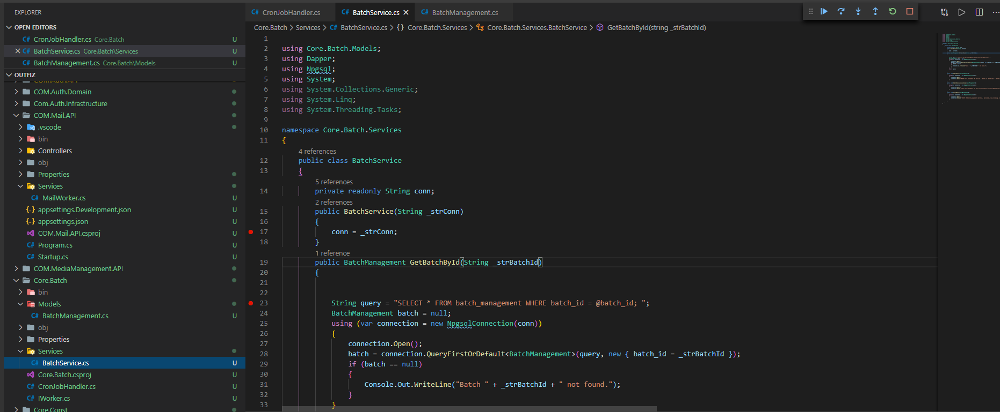 EXPLORER
OPEN EDITORS
C# CronJobHandler.cs Core.Batch U
C# BatchService.cs Core.Batch\Services U
C# BatchManagement.cs Core.Batch\Models U
OUTFIZ
COM.Auth.API
COM.Auth.Domain
Com.Auth.Infrastructure
COM.Mail.API
.vscode
bin
Controllers
obj
Properties
Services
C# MailWorker.cs U
{..} appsettings.Development.json U
{..} appsettings.json U
COM.Mail.API.csproj U
C# Program.cs U
C# Startup.cs U
COM.MediaManagement.API
Core.Batch
bin
Models
C# BatchManagement.cs U
obj
Properties
Services
C# BatchService.cs U
Core.Batch.csproj U
C# CronJobHandler.cs U
C# IWorker.cs U
Core.Const
C# CronJobHandler.cs C# BatchService.cs C# BatchManagement.cs
Core.Batch > Services > C# BatchService.cs > {} Core.Batch.Services > Core.Batch.Services.BatchService > GetBatchById(string _strBatchId)
1
2 using Core.Batch.Models;
3 using Dapper;
4 using Npgsql;
5 using System;
6 using System.Collections.Generic;
7 using System.Linq;
8 using System.Threading.Tasks;
9
10 namespace Core.Batch.Services
11 {
4 references
12 public class BatchService
13 {
5 references
14 private readonly String conn;
2 references
15 public BatchService(String _strConn)
16 {
17 conn = _strConn;
18 }
1 reference
19 public BatchManagement GetBatchById(String _strBatchId)
20 {
21
22
23 String query = "SELECT * FROM batch_management WHERE batch_id = @batch_id; ";
24 BatchManagement batch = null;
25 using (var connection = new NpgsqlConnection(conn))
26 {
27 connection.Open();
28 batch = connection.QueryFirstOrDefault<BatchManagement>(query, new { batch_id = _strBatchId });
29 if (batch == null)
30 {
31 Console.Out.WriteLine("Batch " + _strBatchId + " not found.");
32 }
33 }